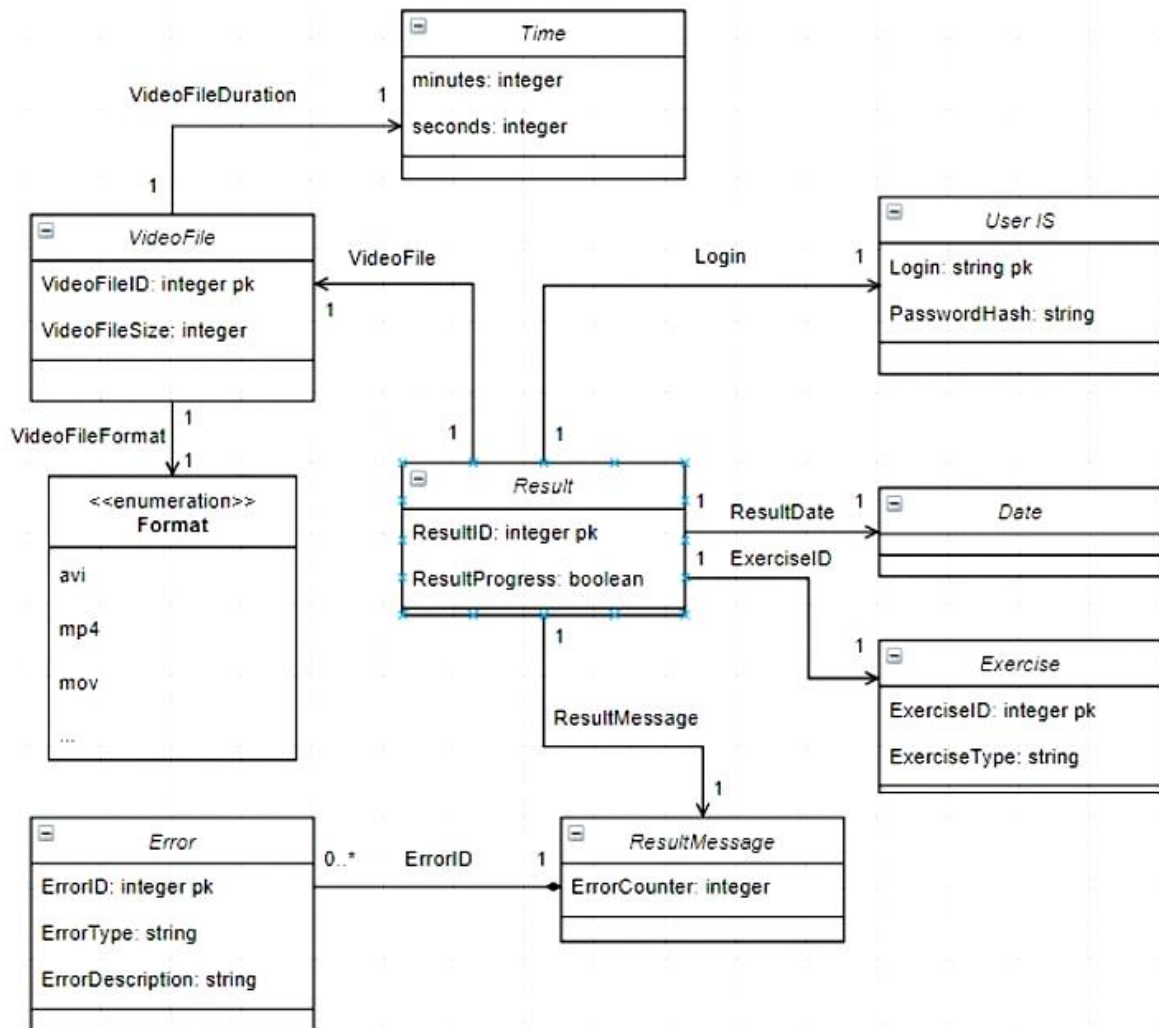 Time
minutes: integer
seconds: integer
VideoFileDuration
1
1
VideoFile
VideoFileID: integer pk
VideoFileSize: integer
VideoFile
1
1
Login
1
1
User IS
Login: string pk
PasswordHash: string
VideoFileFormat
1
1
<<enumeration>>
Format
avi
mp4
mov
...
Result
ResultID: integer pk
ResultProgress: boolean
1
ResultDate
1
Date
1
ExerciseID
1
Exercise
ExerciseID: integer pk
ExerciseType: string
1
ResultMessage
1
ResultMessage
ErrorCounter: integer
0..*
ErrorID
1
Error
ErrorID: integer pk
ErrorType: string
ErrorDescription: string